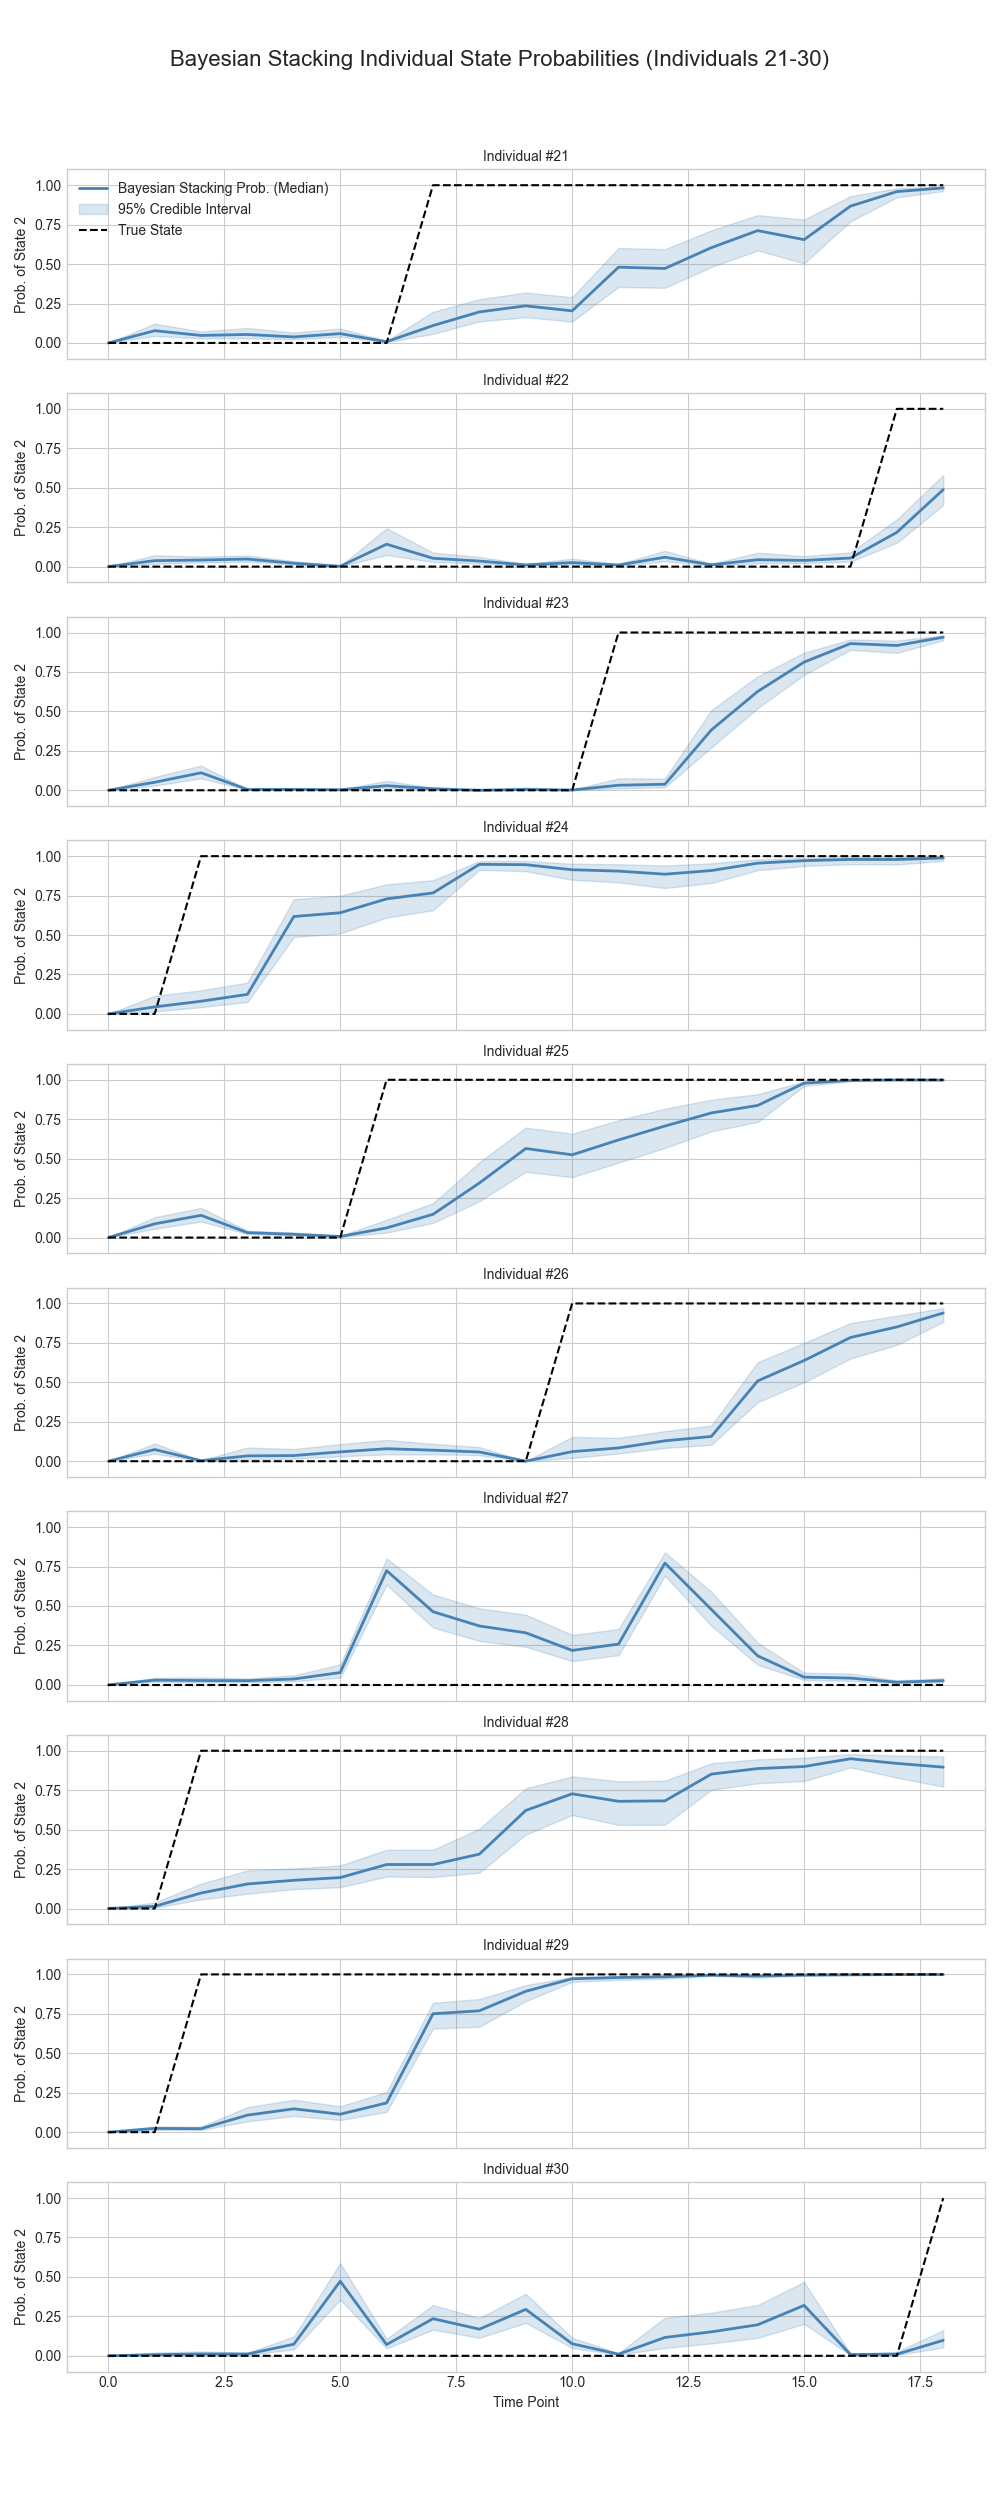 Bayesian Stacking Individual State Probabilities (Individuals 21-30)
Individual #21
Prob. of State 2
1.00
0.75
0.50
0.25
0.00
Bayesian Stacking Prob. (Median)
95% Credible Interval
True State
Individual #22
Prob. of State 2
1.00
0.75
0.50
0.25
0.00
Individual #23
Prob. of State 2
1.00
0.75
0.50
0.25
0.00
Individual #24
Prob. of State 2
1.00
0.75
0.50
0.25
0.00
Individual #25
Prob. of State 2
1.00
0.75
0.50
0.25
0.00
Individual #26
Prob. of State 2
1.00
0.75
0.50
0.25
0.00
Individual #27
Prob. of State 2
1.00
0.75
0.50
0.25
0.00
Individual #28
Prob. of State 2
1.00
0.75
0.50
0.25
0.00
Individual #29
Prob. of State 2
1.00
0.75
0.50
0.25
0.00
Individual #30
Prob. of State 2
1.00
0.75
0.50
0.25
0.00
0.0 2.5 5.0 7.5 10.0 12.5 15.0 17.5
Time Point